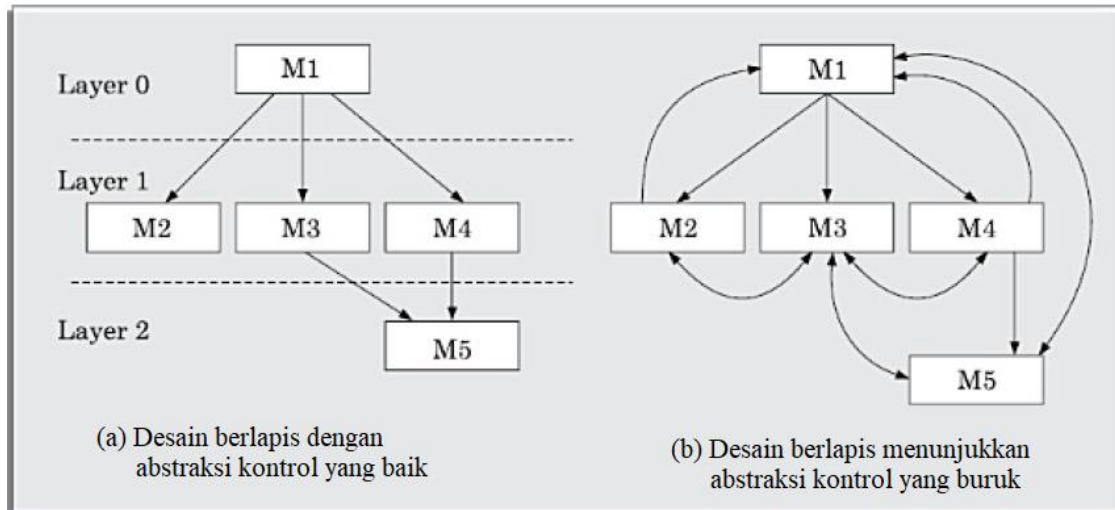 Layer 0
M1
Layer 1
M2 M3 M4
Layer 2
M5
(a) Desain berlapis dengan
abstraksi kontrol yang baik
M1
M2 M3 M4
M5
(b) Desain berlapis menunjukkan
abstraksi kontrol yang buruk